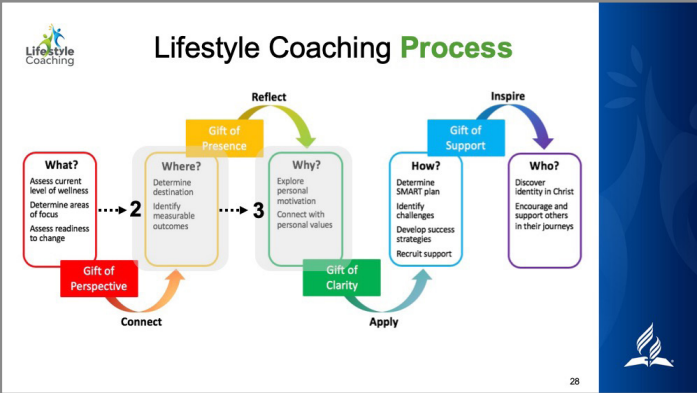 Lifestyle
Coaching
Lifestyle Coaching Process
Reflect
Inspire
Gift of
Presence
Gift of
Support
What?
Assess current
level of wellness
Determine areas
of focus
Assess readiness
to change
2
Where?
Determine
destination
Identify
measurable
outcomes
3
Why?
Explore
personal
motivation
Connect with
personal values
How?
Determine
SMART plan
Identify
challenges
Develop success
strategies
Recruit support
Who?
Discover
identity in Christ
Encourage and
support others
in their journeys
Gift of
Perspective
Gift of
Clarity
Connect
Apply
28